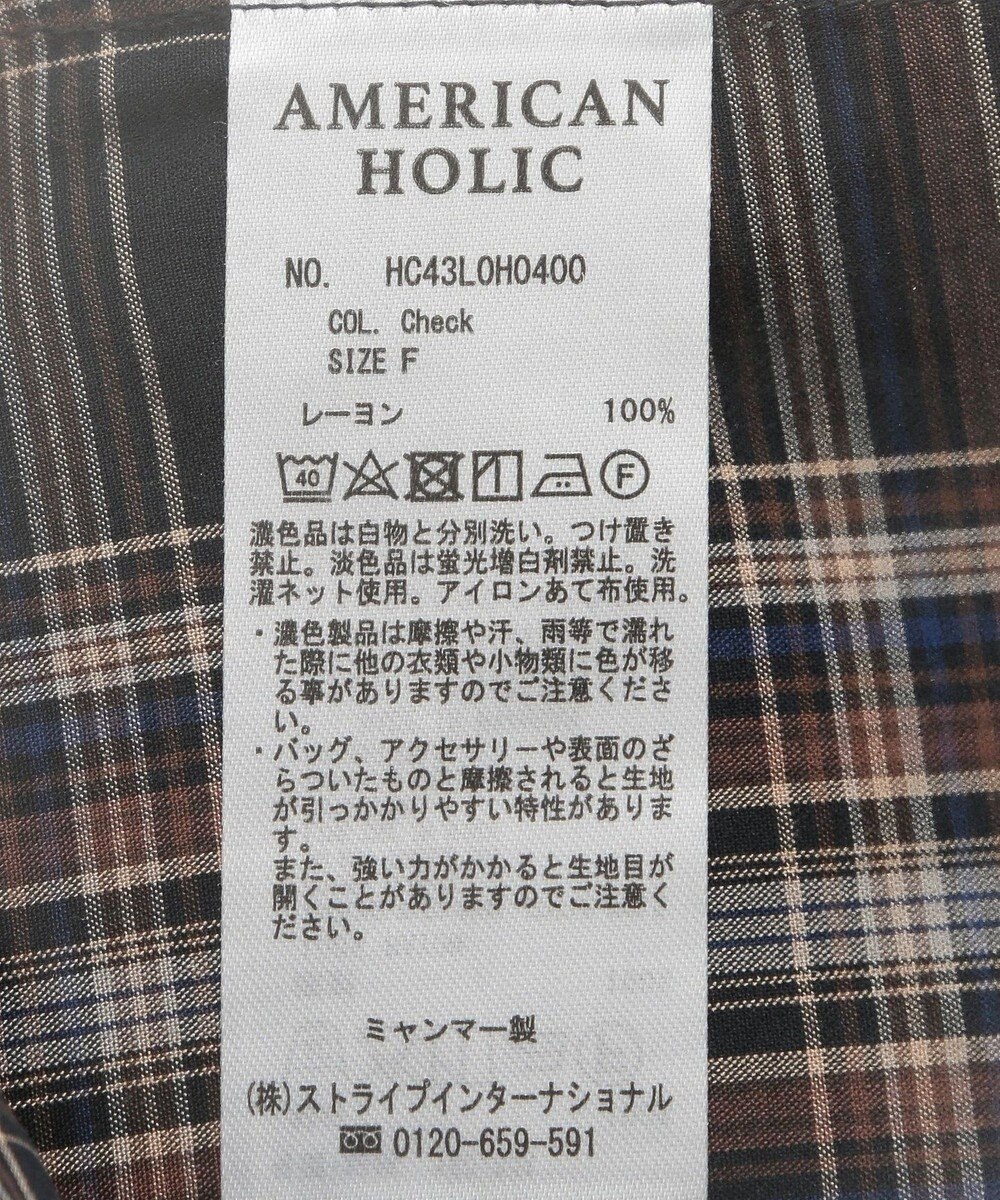 AMERICAN
HOLIC
NO. HC43L0H0400
COL. Check
SIZE F
レーヨン 100%
40 F
濃色品は白物と分別洗い。つけ置き
禁止。淡色品は蛍光増白剤禁止。洗
濯ネット使用。アイロンあて布使用。
・濃色製品は摩擦や汗、雨等で濡れ
た際に他の衣類や小物類に色が移
る事がありますのでご注意くださ
い。
・バッグ、アクセサリーや表面のざ
らついたものと摩擦されると生地
が引っかかりやすい特性がありま
す。
また、強い力がかかると生地目が
開くことがありますのでご注意く
ださい。
ミャンマー製
(株)ストライプインターナショナル
0120-659-591